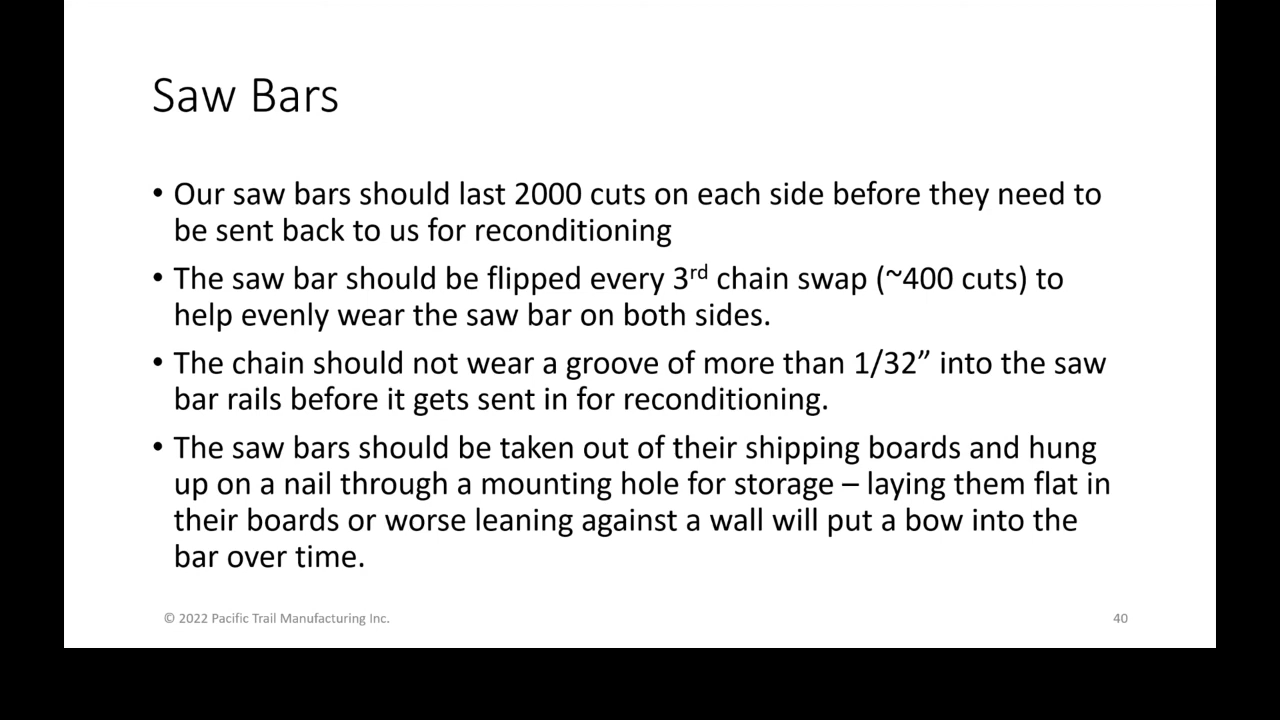 Saw Bars
• Our saw bars should last 2000 cuts on each side before they need to
be sent back to us for reconditioning
• The saw bar should be flipped every 3rd chain swap (~400 cuts) to
help evenly wear the saw bar on both sides.
• The chain should not wear a groove of more than 1/32” into the saw
bar rails before it gets sent in for reconditioning.
• The saw bars should be taken out of their shipping boards and hung
up on a nail through a mounting hole for storage – laying them flat in
their boards or worse leaning against a wall will put a bow into the
bar over time.
© 2022 Pacific Trail Manufacturing Inc.
40